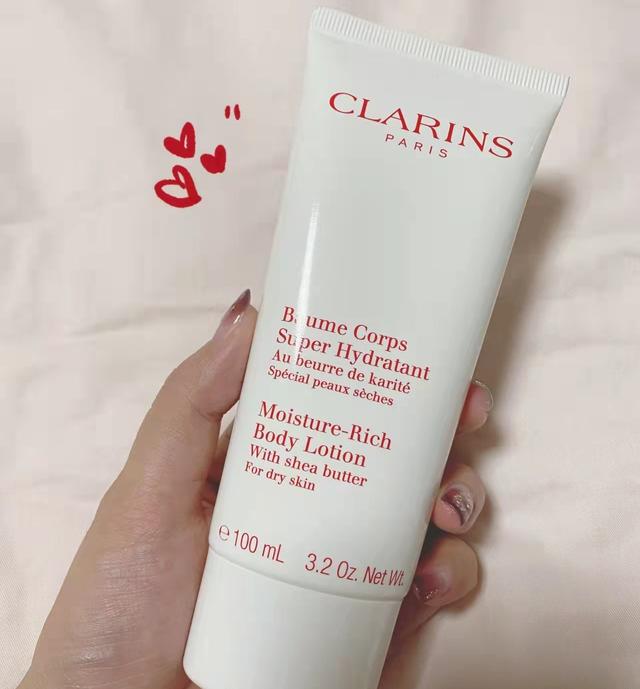 CLARINS
PARIS
Baume Corps
Super Hydratant
Au beurre de karité
Spécial peaux sèches
Moisture-Rich
Body Lotion
With shea butter
For dry skin
℮ 100 mL 3.2 Oz. Net Wt.